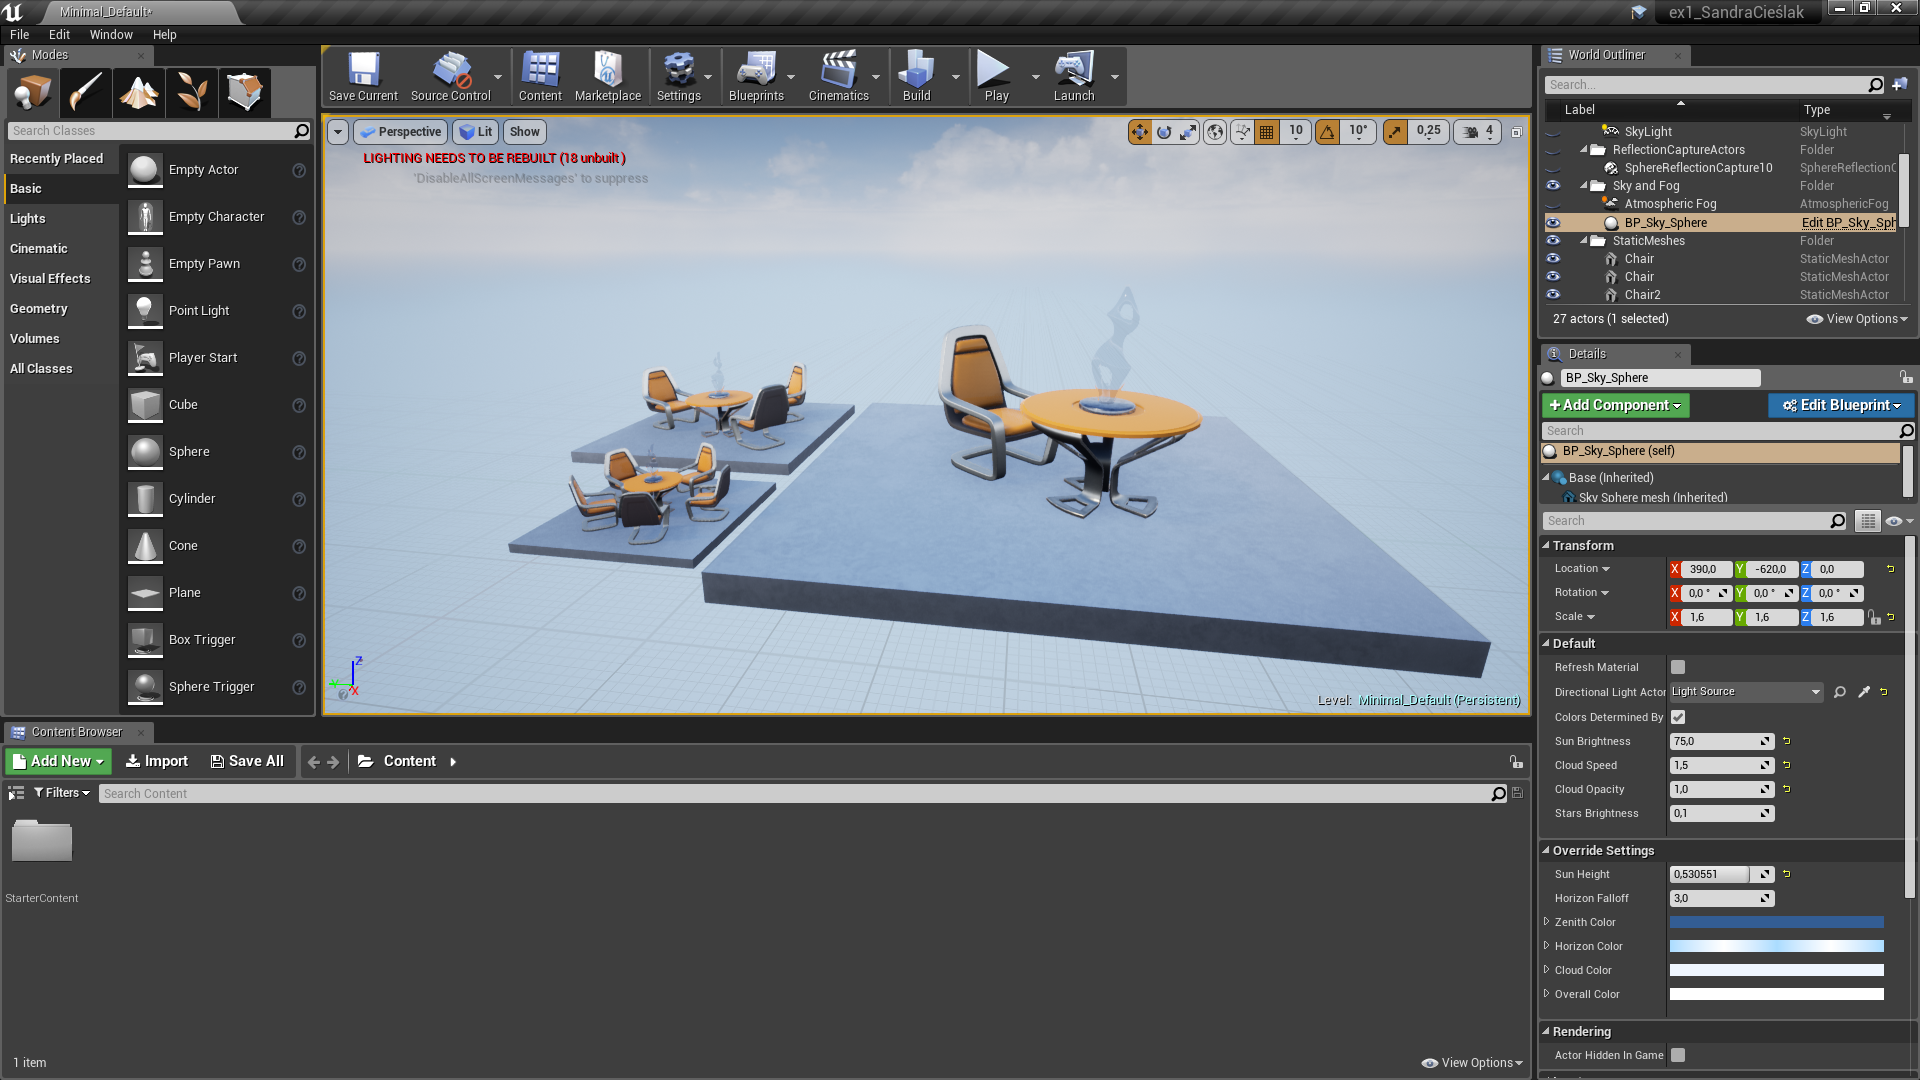 Minimal_Default*
ex1_SandraCieślak
File Edit Window Help
Modes
Search Classes
Recently Placed
Basic
Lights
Cinematic
Visual Effects
Geometry
Volumes
All Classes
Empty Actor
Empty Character
Empty Pawn
Point Light
Player Start
Cube
Sphere
Cylinder
Cone
Plane
Box Trigger
Sphere Trigger
Save Current
Source Control
Content
Marketplace
Settings
Blueprints
Cinematics
Build
Play
Launch
Perspective
Lit
Show
10
10°
0,25
4
LIGHTING NEEDS TO BE REBUILT (18 unbuilt )
'DisableAllScreenMessages' to suppress
Z
Y
X
Level: Minimal_Default (Persistent)
World Outliner
Search...
Label Type
SkyLight SkyLight
ReflectionCaptureActors Folder
SphereReflectionCapture10 SphereReflectionC
Sky and Fog Folder
Atmospheric Fog AtmosphericFog
BP_Sky_Sphere Edit BP_Sky_Sph
StaticMeshes Folder
Chair StaticMeshActor
Chair StaticMeshActor
Chair2 StaticMeshActor
27 actors (1 selected)
View Options
Details
BP_Sky_Sphere
+Add Component
Edit Blueprint
Search
BP_Sky_Sphere (self)
Base (Inherited)
Sky Sphere mesh (Inherited)
Search
Transform
Location X 390,0 Y -620,0 Z 0,0
Rotation X 0,0 ° Y 0,0 ° Z 0,0 °
Scale X 1,6 Y 1,6 Z 1,6
Default
Refresh Material
Directional Light Actor Light Source
Colors Determined By
Sun Brightness 75,0
Cloud Speed 1,5
Cloud Opacity 1,0
Stars Brightness 0,1
Override Settings
Sun Height 0,530551
Horizon Falloff 3,0
Zenith Color
Horizon Color
Cloud Color
Overall Color
Rendering
Actor Hidden In Game
Content Browser
Add New
Import
Save All
Content
Filters
Search Content
StarterContent
1 item
View Options